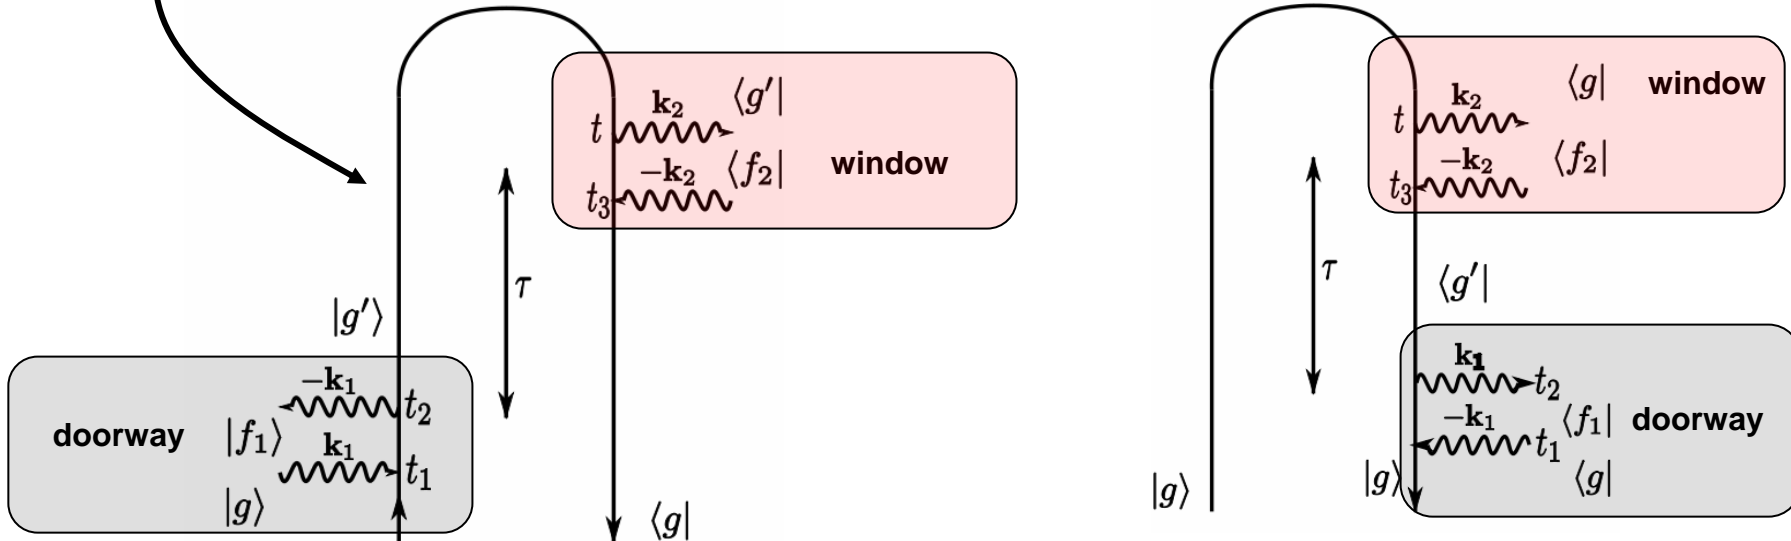 k₂ ⟨g′|
t
−k₂ ⟨f₂| window
t₃
τ
|g′⟩
−k₁
t₂
doorway |f₁⟩ k₁
t₁
|g⟩
⟨g|
⟨g| window
k₂
t
−k₂ ⟨f₂|
t₃
τ ⟨g′|
k₁
t₂
−k₁ ⟨f₁| doorway
t₁
|g⟩ |g⟩ ⟨g|